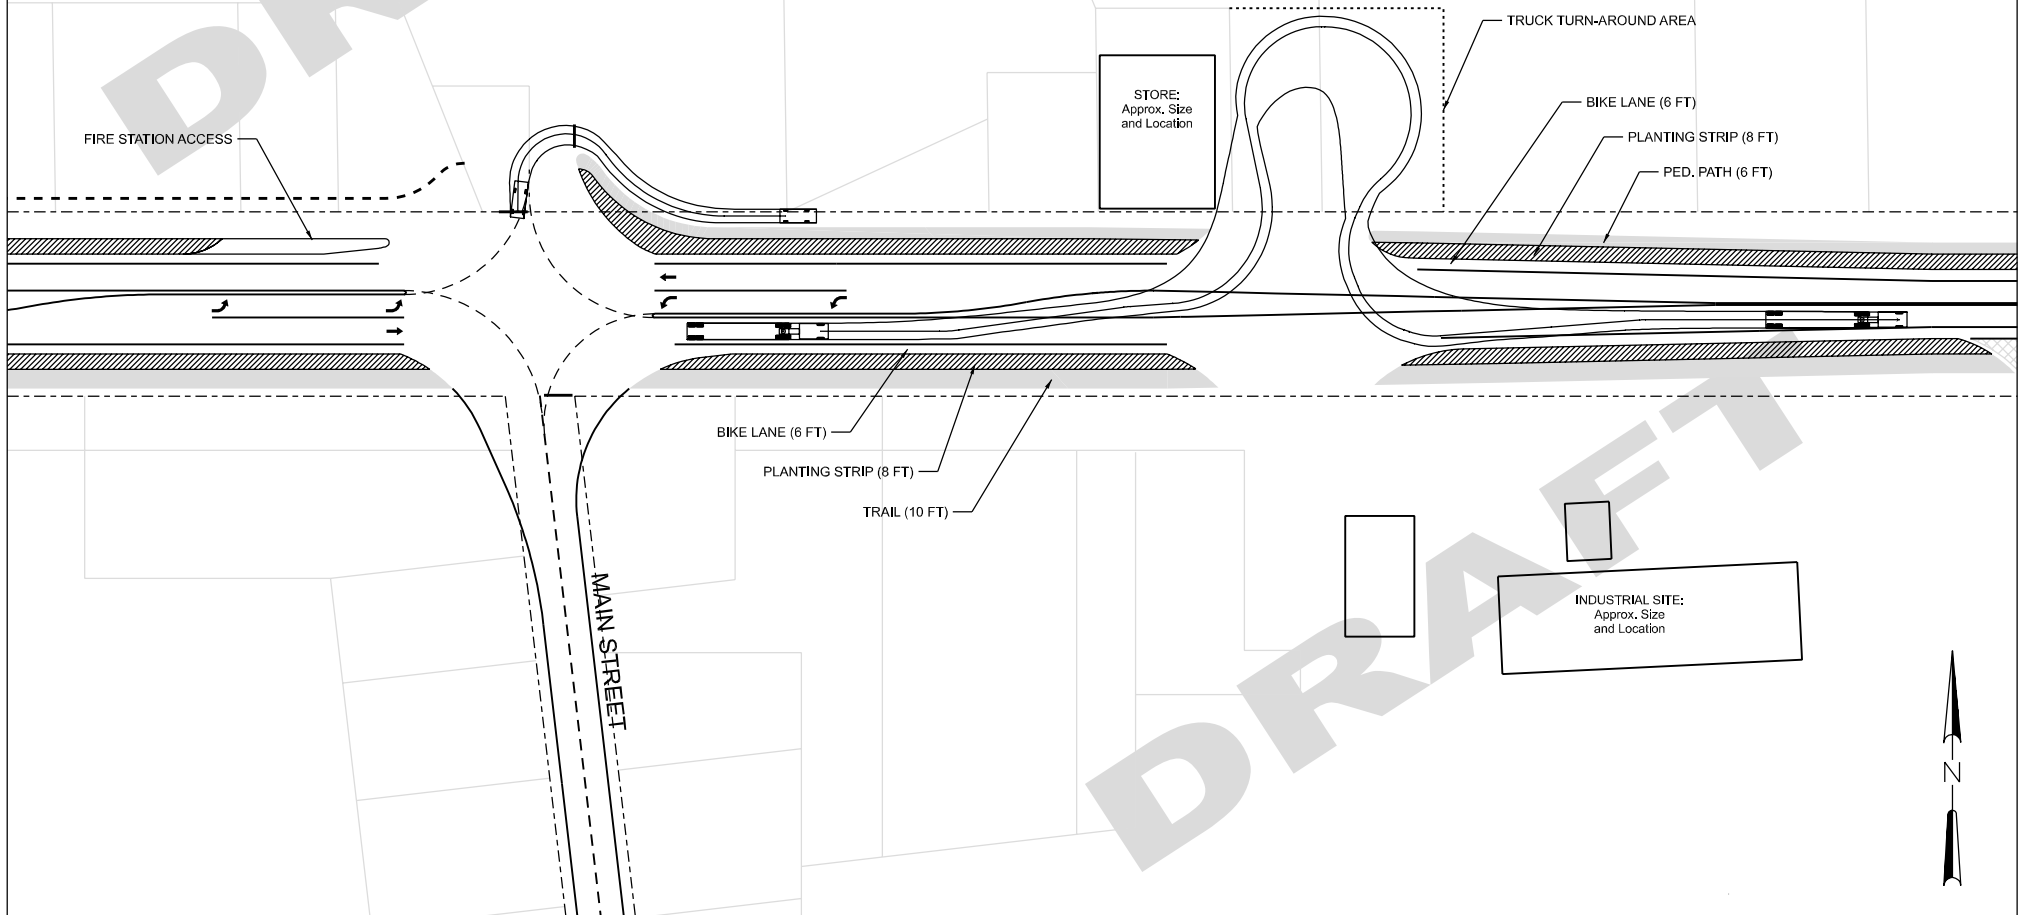 DR
TRUCK TURN-AROUND AREA
STORE:
Approx. Size
and Location
BIKE LANE (6 FT)
FIRE STATION ACCESS
PLANTING STRIP (8 FT)
PED. PATH (6 FT)
BIKE LANE (6 FT)
PLANTING STRIP (8 FT)
TRAIL (10 FT)
MAIN STREET
INDUSTRIAL SITE:
Approx. Size
and Location
DRAFT
N